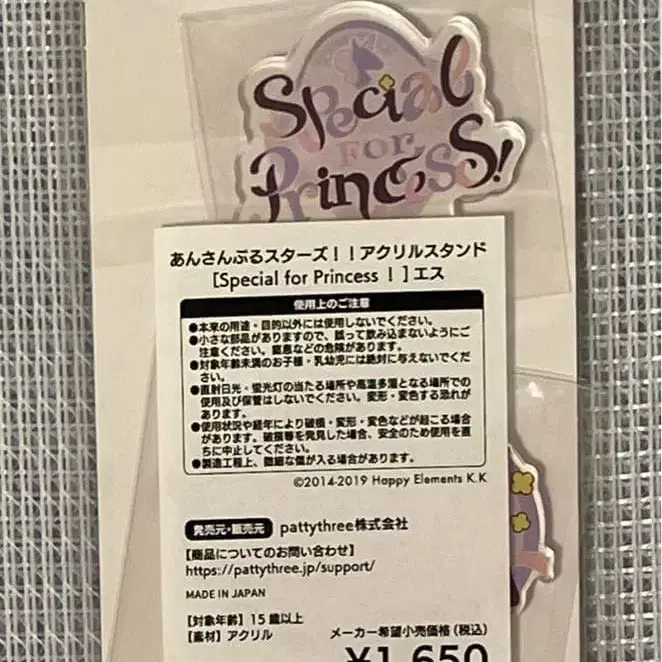 Special
FOR
Princess!
あんさんぶるスターズ！！アクリルスタンド
［Special for Princess！］エス
使用上のご注意
●本来の用途・目的以外には使用しないでください。
●小さな部品がありますので、誤って飲み込まないようにご
注意ください。窒息などの危険があります。
●対象年齢未満のお子様・乳幼児には絶対に与えないでくだ
さい。
●直射日光・蛍光灯の当たる場所や高温多湿となる場所での
使用及び保管はしないでください。変形・変色する恐れが
あります。
●使用状況や経年により破損・変形・変色などが起こる場合
があります。破損等を発見した場合、安全のため使用を直
ちに中止してください。
●製造工程上、微細な傷が入る場合があります。
©2014-2019 Happy Elements K.K
発売元・販売元 pattythree株式会社
【商品についてのお問い合わせ】
https://pattythree.jp/support/
MADE IN JAPAN
【対象年齢】15歳以上
【素材】アクリル メーカー希望小売価格（税込）
¥1,650